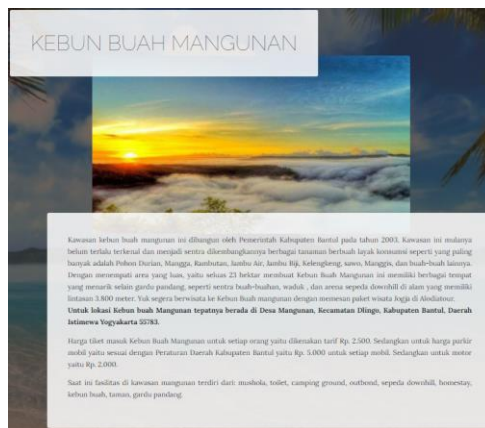 KEBUN BUAH MANGUNAN
Kawasan kebun buah mangunan ini dibangun oleh Pemerintah Kabupaten Bantul pada tahun 2003. Kawasan ini mulanya
belum terlalu terkenal dan menjadi sentra dikembangkannya berbagai tanaman berbuah layak konsumsi seperti yang paling
banyak adalah Pohon Durian, Mangga, Rambutan, Jambu Air, Jambu Biji, Kelengkeng, sawo, Manggis, dan buah-buah lainnya.
Dengan menempati area yang luas, yaitu seluas 23 hektar membuat Kebun Buah Mangunan ini memiliki berbagai tempat
yang menarik selain gardu pandang, seperti sentra buah-buahan, waduk , dan arena sepeda downhill di alam yang memiliki
lintasan 3.800 meter. Yuk segera berwisata ke Kebun Buah mangunan dengan memesan paket wisata Jogja di Alodiatour.
Untuk lokasi Kebun buah Mangunan tepatnya berada di Desa Mangunan, Kecamatan Dlingo, Kabupaten Bantul, Daerah
Istimewa Yogyakarta 55783.
Harga tiket masuk Kebun Buah Mangunan untuk setiap orang yaitu dikenakan tarif Rp. 2.500. Sedangkan untuk harga parkir
mobil yaitu sesuai dengan Peraturan Daerah Kabupaten Bantul yaitu Rp. 5.000 untuk setiap mobil. Sedangkan untuk motor
yaitu Rp. 2.000.
Saat ini fasilitas di kawasan mangunan terdiri dari: mushola, toilet, camping ground, outbond, sepeda downhill, homestay,
kebun buah, taman, gardu pandang.